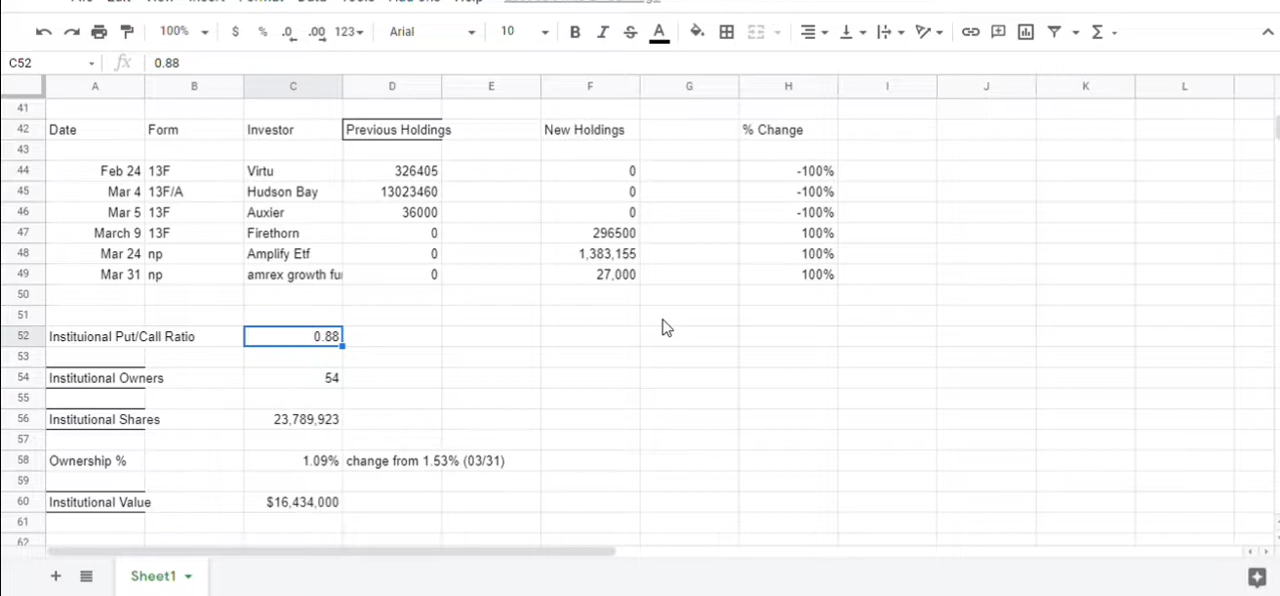 100% $ % .0 .00 123 Arial 10 B I S A
C52 fx 0.88
A B C D E F G H I J K L
41
42 Date Form Investor Previous Holdings New Holdings % Change
43
44 Feb 24 13F Virtu 326405 0 -100%
45 Mar 4 13F/A Hudson Bay 13023460 0 -100%
46 Mar 5 13F Auxier 36000 0 -100%
47 March 9 13F Firethorn 0 296500 100%
48 Mar 24 np Amplify Etf 0 1,383,155 100%
49 Mar 31 np amrex growth fu 0 27,000 100%
50
51
52 Instituional Put/Call Ratio 0.88
53
54 Institutional Owners 54
55
56 Institutional Shares 23,789,923
57
58 Ownership % 1.09% change from 1.53% (03/31)
59
60 Institutional Value $16,434,000
61
62
Sheet1